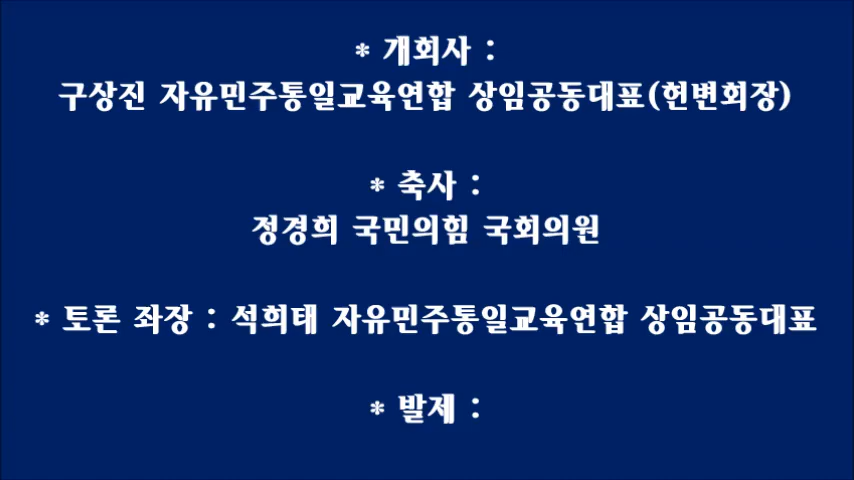 * 개회사 :
구상진 자유민주통일교육연합 상임공동대표(헌변회장)
* 축사 :
정경희 국민의힘 국회의원
* 토론 좌장 : 석희태 자유민주통일교육연합 상임공동대표
* 발제 :